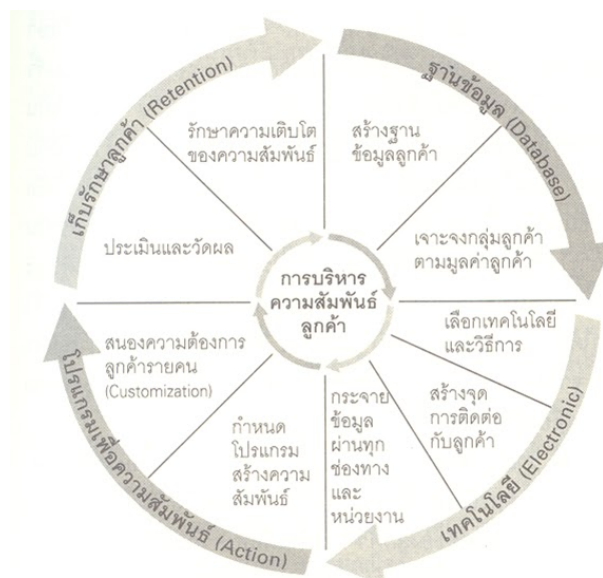 ฐานข้อมูล (Database)
สร้างฐาน
ข้อมูลลูกค้า
เจาะจงกลุ่มลูกค้า
ตามมูลค่าลูกค้า
เทคโนโลยี (Electronic)
เลือกเทคโนโลยี
และวิธีการ
สร้างจุด
การติดต่อ
กับลูกค้า
กระจาย
ข้อมูล
ผ่านทุก
ช่องทาง
และ
หน่วยงาน
โปรแกรมเพื่อความสัมพันธ์ (Action)
กำหนด
โปรแกรม
สร้างความ
สัมพันธ์
สนองความต้องการ
ลูกค้ารายคน
(Customization)
เก็บรักษาลูกค้า (Retention)
ประเมินและวัดผล
รักษาความเติบโต
ของความสัมพันธ์
การบริหาร
ความสัมพันธ์
ลูกค้า